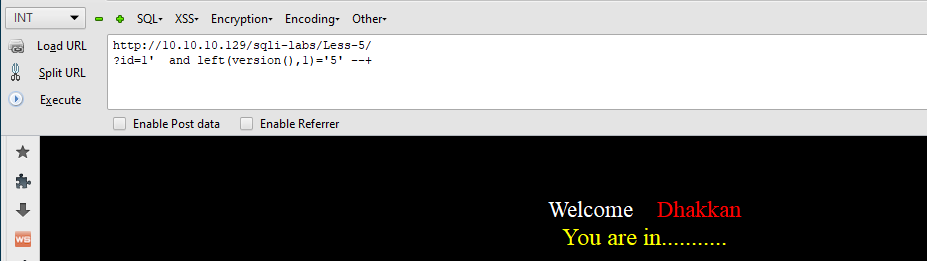 INT SQL▾ XSS▾ Encryption▾ Encoding▾ Other▾
Load URL
Split URL
Execute
http://10.10.10.129/sqli-labs/Less-5/
?id=1'  and left(version(),1)='5' --+
Enable Post data Enable Referrer
Welcome Dhakkan
You are in...........